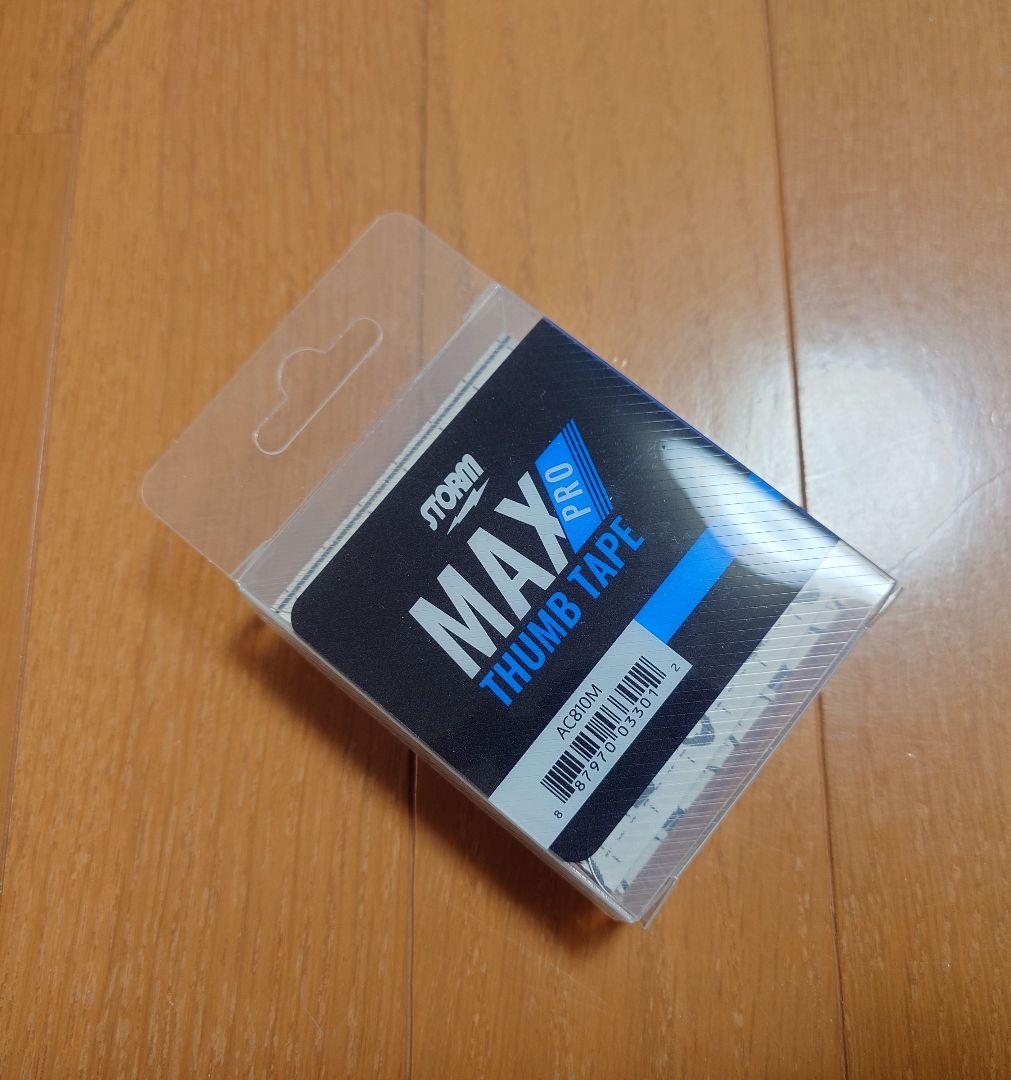 STORM
MAX PRO
THUMB TAPE
AC810M
8 87970 03301 2